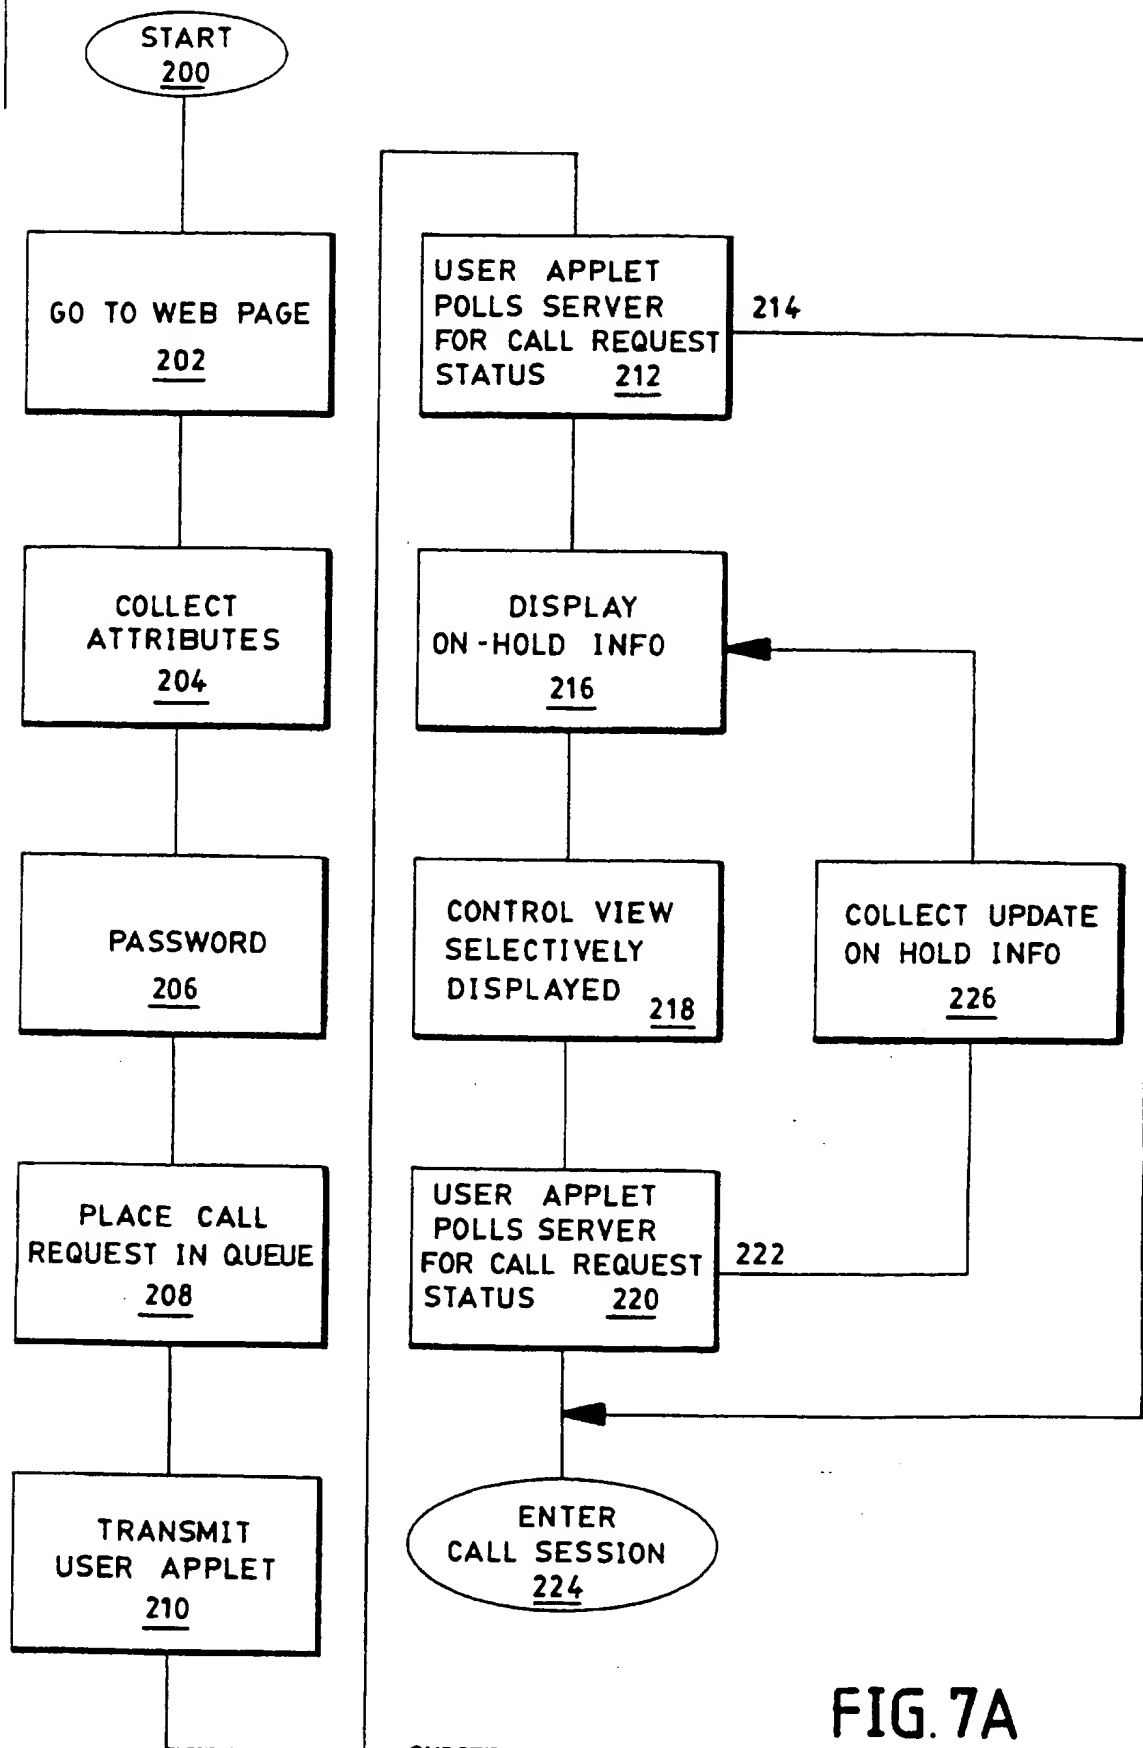 START
200
GO TO WEB PAGE
202
COLLECT
ATTRIBUTES
204
PASSWORD
206
PLACE CALL
REQUEST IN QUEUE
208
TRANSMIT
USER APPLET
210
USER APPLET
POLLS SERVER
FOR CALL REQUEST
STATUS 212
214
DISPLAY
ON-HOLD INFO
216
CONTROL VIEW
SELECTIVELY
DISPLAYED 218
USER APPLET
POLLS SERVER
FOR CALL REQUEST
STATUS 220
222
COLLECT UPDATE
ON HOLD INFO
226
ENTER
CALL SESSION
224
FIG. 7A